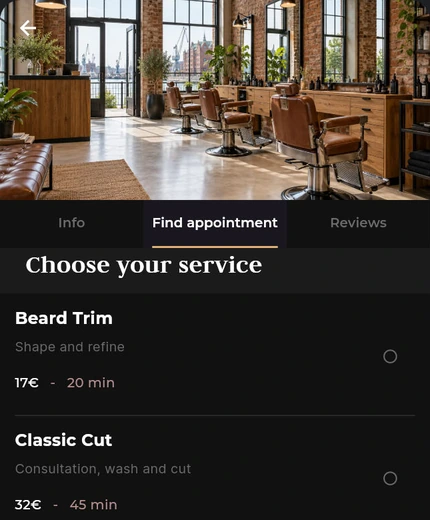 Info
Find appointment
Reviews
Choose your service
Beard Trim
Shape and refine
17€ - 20 min
Classic Cut
Consultation, wash and cut
32€ - 45 min